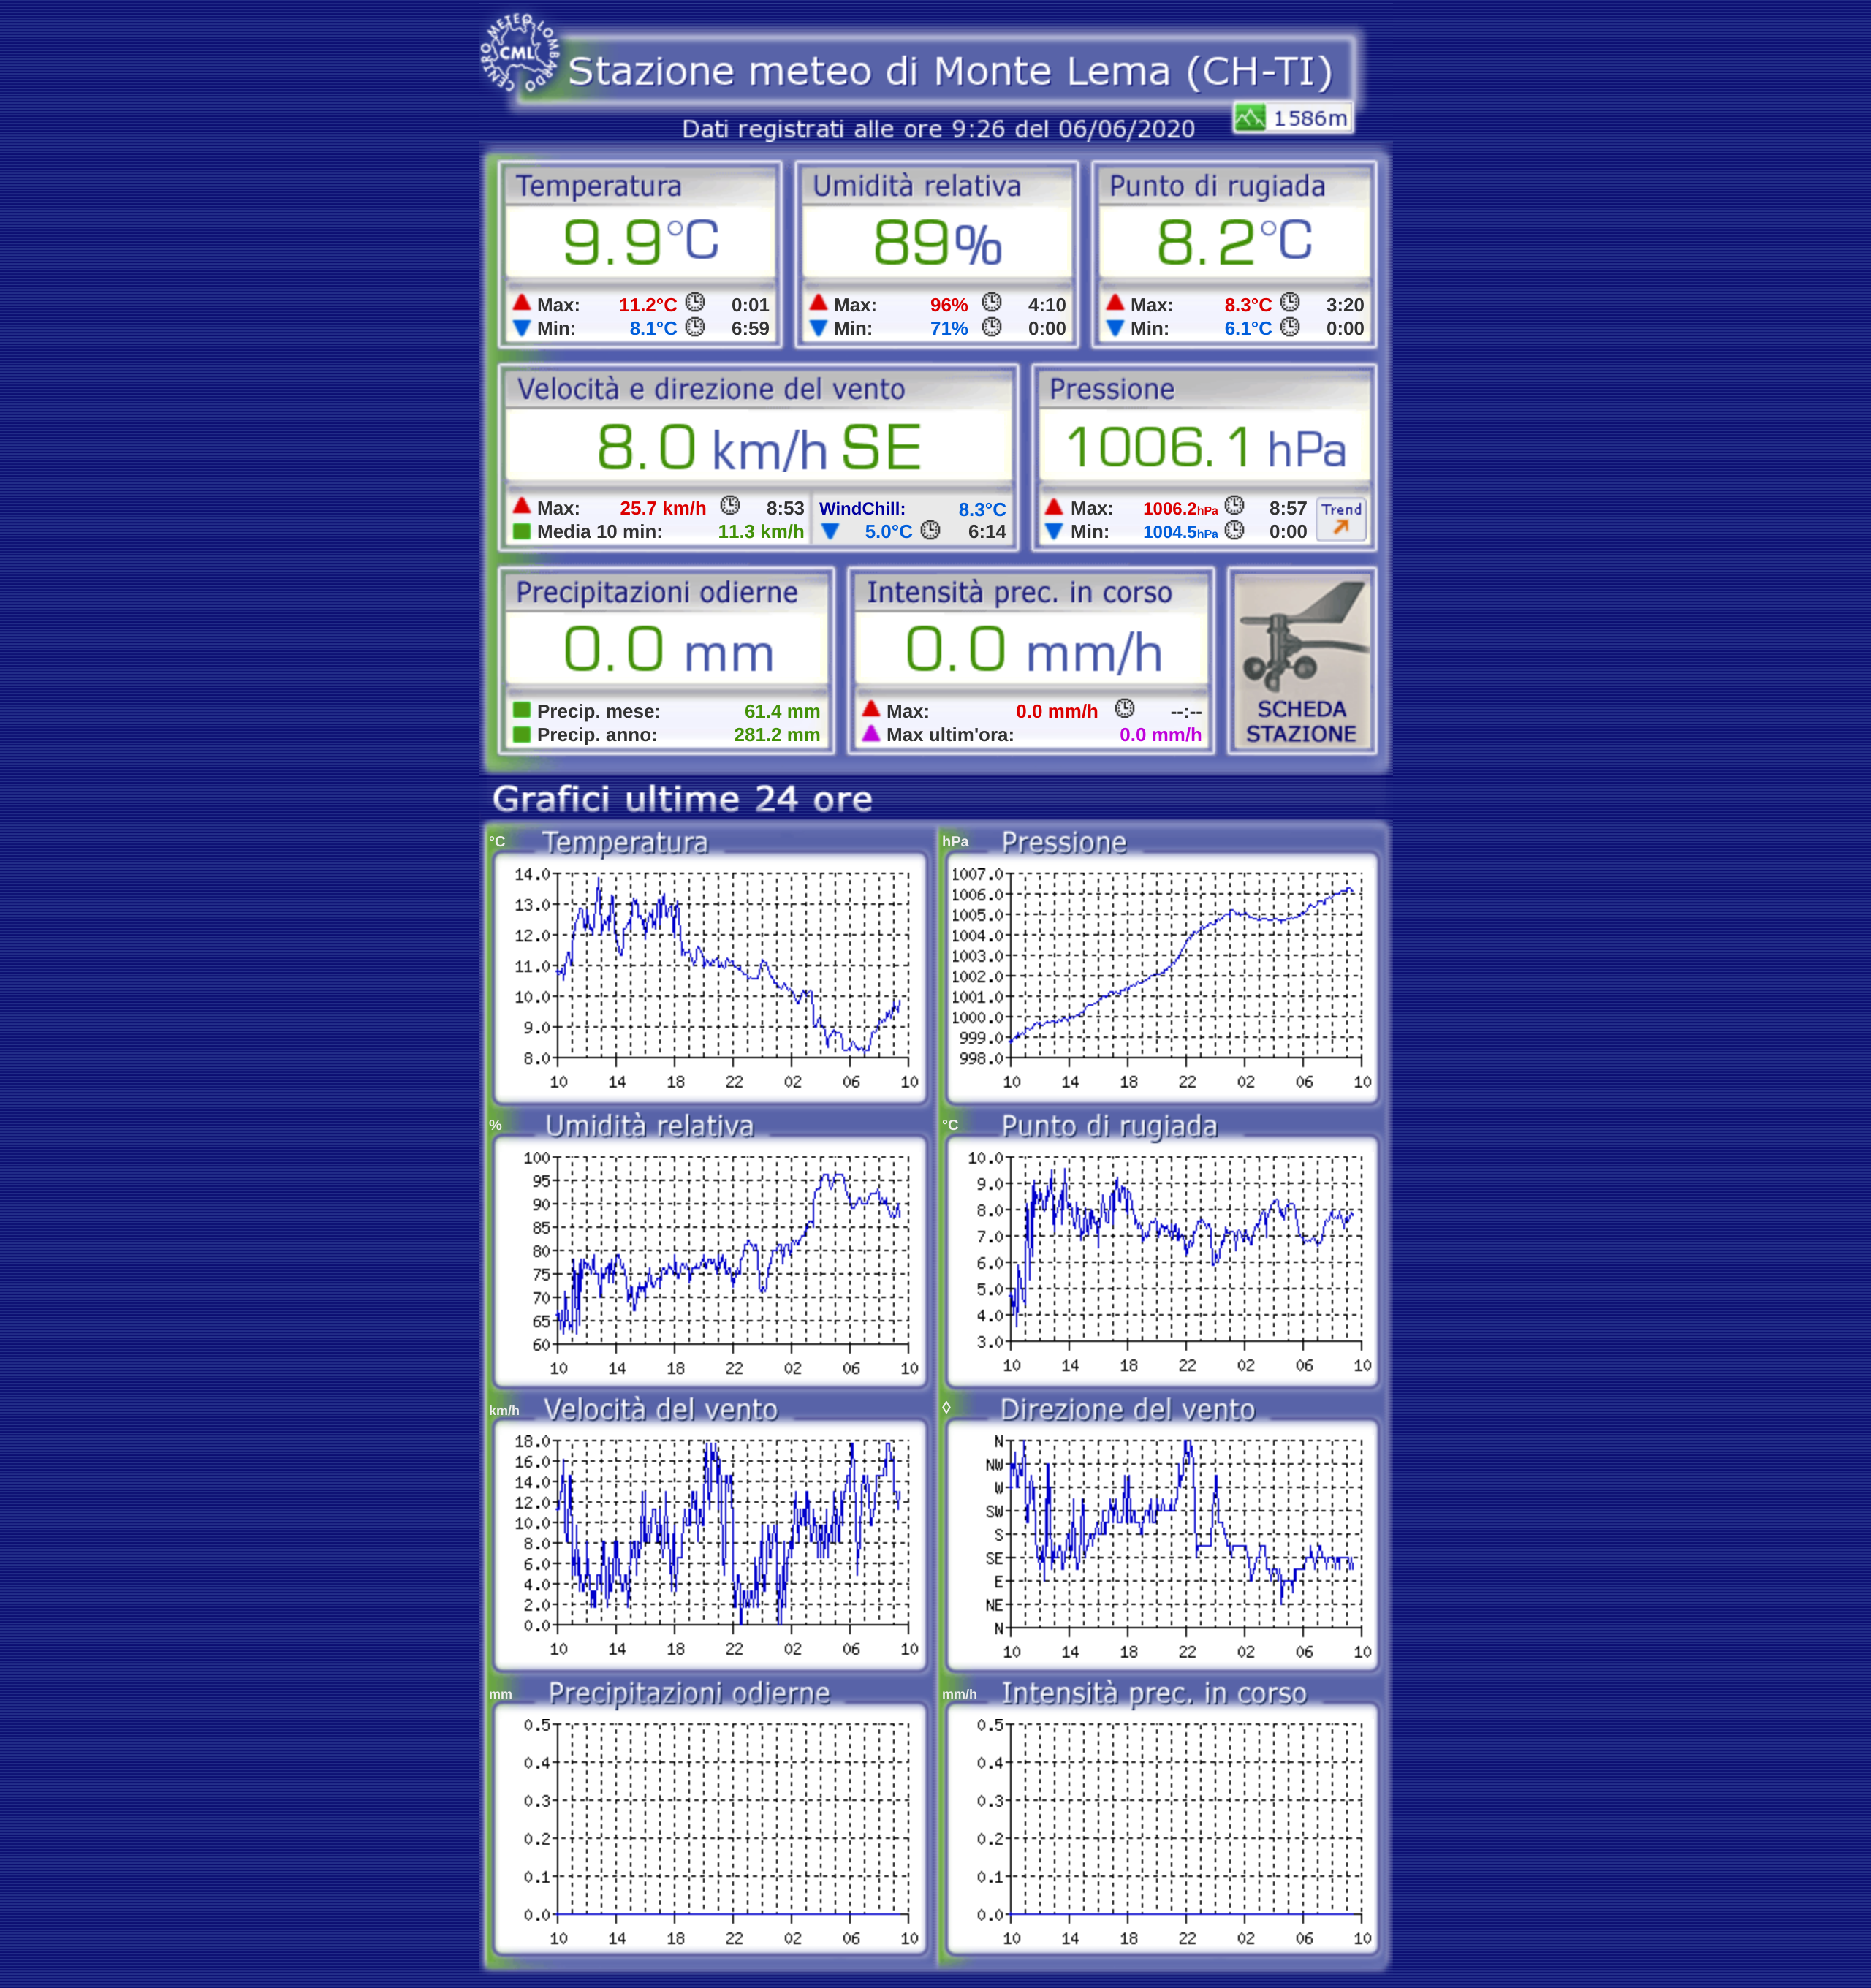 CENTRO METEO LOMBARDO
CML
Stazione meteo di Monte Lema (CH-TI)
1586m
Dati registrati alle ore 9:26 del 06/06/2020
Temperatura Umidità relativa Punto di rugiada
9.9°C 89% 8.2°C
Max: 11.2°C 0:01 Max: 96% 4:10 Max: 8.3°C 3:20
Min: 8.1°C 6:59 Min: 71% 0:00 Min: 6.1°C 0:00
Velocità e direzione del vento Pressione
8.0 km/h SE 1006.1 hPa
Max: 25.7 km/h 8:53 WindChill: 8.3°C Max: 1006.2hPa 8:57 Trend
Media 10 min: 11.3 km/h 5.0°C 6:14 Min: 1004.5hPa 0:00
Precipitazioni odierne Intensità prec. in corso
0.0 mm 0.0 mm/h
Precip. mese: 61.4 mm Max: 0.0 mm/h --:-- SCHEDA
Precip. anno: 281.2 mm Max ultim'ora: 0.0 mm/h STAZIONE
Grafici ultime 24 ore
°C Temperatura
14.0
13.0
12.0
11.0
10.0
9.0
8.0
10 14 18 22 02 06 10
hPa Pressione
1007.0
1006.0
1005.0
1004.0
1003.0
1002.0
1001.0
1000.0
999.0
998.0
10 14 18 22 02 06 10
% Umidità relativa
100
95
90
85
80
75
70
65
60
10 14 18 22 02 06 10
°C Punto di rugiada
10.0
9.0
8.0
7.0
6.0
5.0
4.0
3.0
10 14 18 22 02 06 10
km/h Velocità del vento
18.0
16.0
14.0
12.0
10.0
8.0
6.0
4.0
2.0
0.0
10 14 18 22 02 06 10
◊ Direzione del vento
N
NW
W
SW
S
SE
E
NE
N
10 14 18 22 02 06 10
mm Precipitazioni odierne
0.5
0.4
0.3
0.2
0.1
0.0
10 14 18 22 02 06 10
mm/h Intensità prec. in corso
0.5
0.4
0.3
0.2
0.1
0.0
10 14 18 22 02 06 10